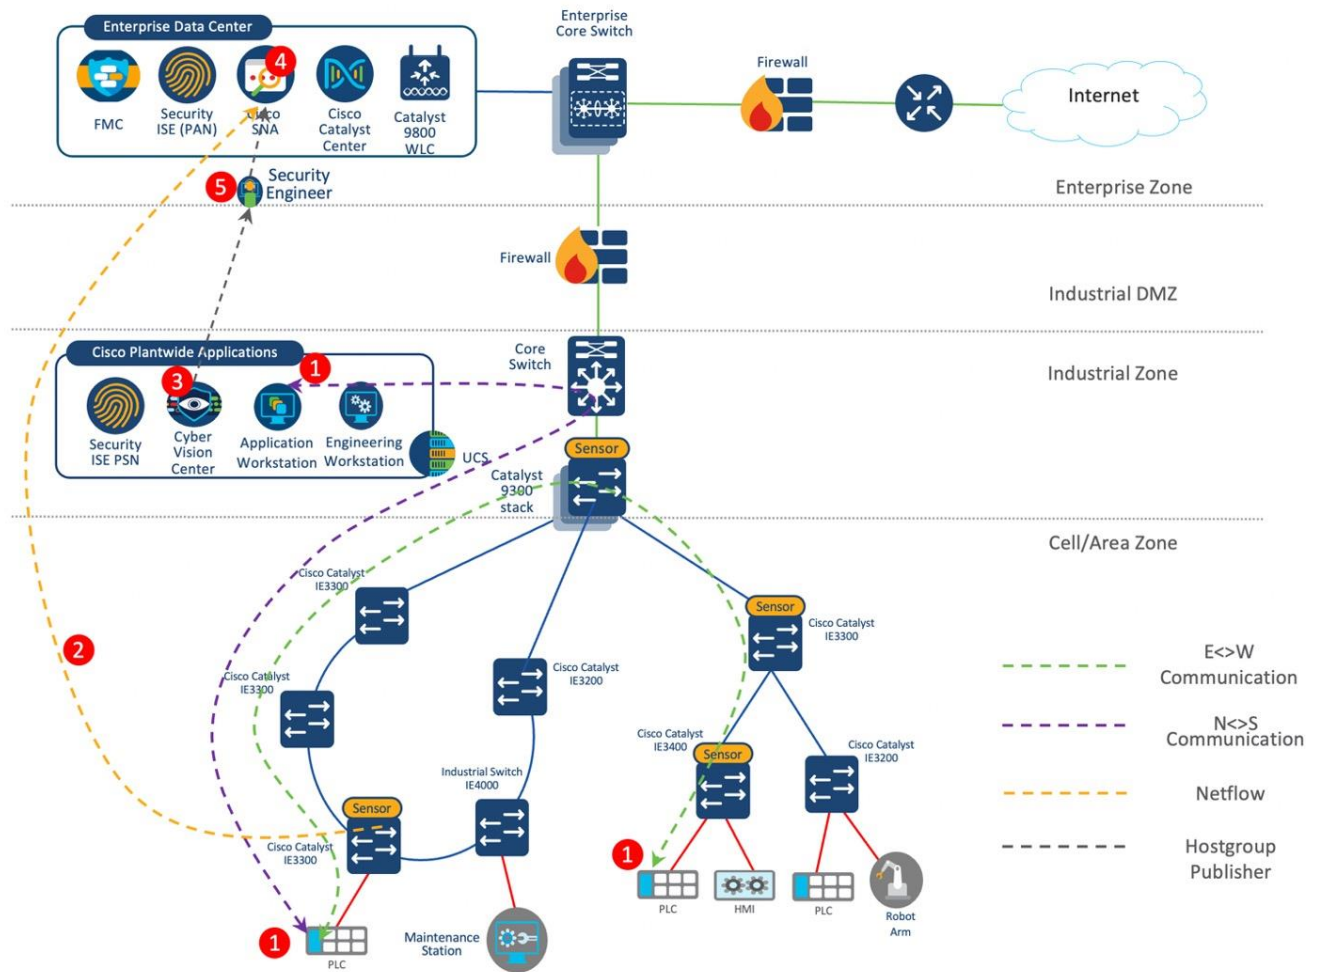 Enterprise Data Center
FMC
Security
ISE (PAN)
4
Cisco
SNA
Cisco
Catalyst
Center
Catalyst
9800
WLC
Enterprise
Core Switch
Firewall
Internet
5
Security
Engineer
Enterprise Zone
Firewall
Industrial DMZ
Cisco Plantwide Applications
1
3
Security
ISE PSN
Cyber
Vision
Center
Application
Workstation
Engineering
Workstation
UCS
Core
Switch
Industrial Zone
Sensor
Catalyst
9300
stack
Cell/Area Zone
Cisco Catalyst
IE3300
Sensor
Cisco Catalyst
IE3300
2
Cisco Catalyst
IE3300
Cisco Catalyst
IE3200
Cisco Catalyst
IE3400
Sensor
Cisco Catalyst
IE3200
Industrial Switch
IE4000
Sensor
Cisco Catalyst
IE3300
1
PLC
HMI
PLC
Robot
Arm
1
PLC
Maintenance
Station
E<>W
Communication
N<>S
Communication
Netflow
Hostgroup
Publisher